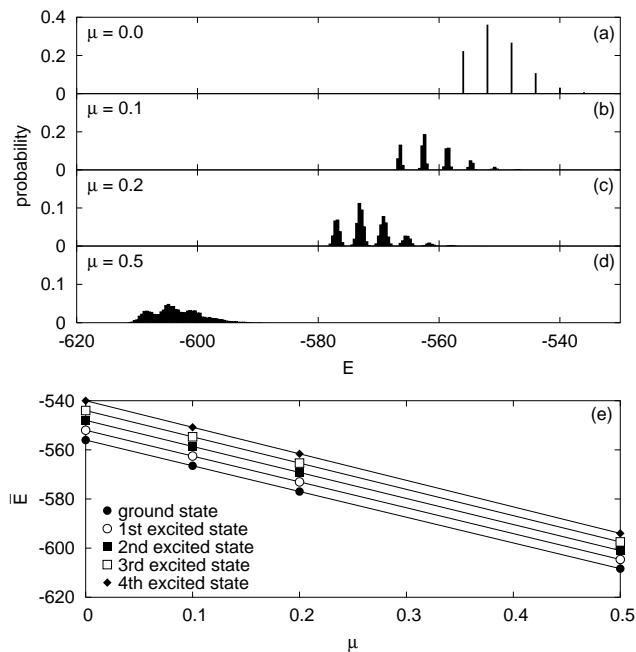 0.4
μ = 0.0
(a)
0.2
0
μ = 0.1
(b)
0.2
0
μ = 0.2
(c)
0.1
0
μ = 0.5
(d)
0.1
0
probability
-620 -600 -580 -560 -540
E
-540
(e)
-560
E
-580
ground state
1st excited state
-600
2nd excited state
3rd excited state
4th excited state
-620
0 0.1 0.2 0.3 0.4 0.5
μ